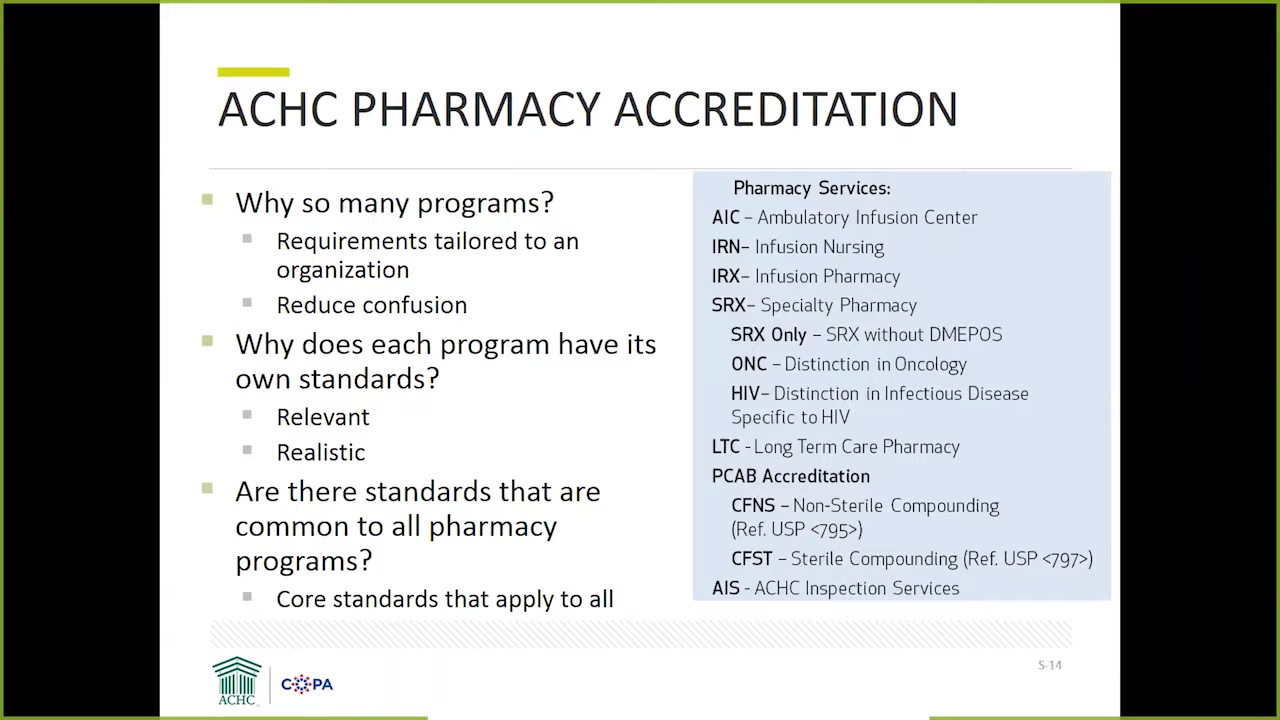 ACHC PHARMACY ACCREDITATION
Why so many programs?
Requirements tailored to an
organization
Reduce confusion
Why does each program have its
own standards?
Relevant
Realistic
Are there standards that are
common to all pharmacy
programs?
Core standards that apply to all
Pharmacy Services:
AIC – Ambulatory Infusion Center
IRN– Infusion Nursing
IRX– Infusion Pharmacy
SRX– Specialty Pharmacy
SRX Only – SRX without DMEPOS
ONC – Distinction in Oncology
HIV– Distinction in Infectious Disease
Specific to HIV
LTC - Long Term Care Pharmacy
PCAB Accreditation
CFNS – Non-Sterile Compounding
(Ref. USP <795>)
CFST – Sterile Compounding (Ref. USP <797>)
AIS - ACHC Inspection Services
ACHC
COPA
S-14